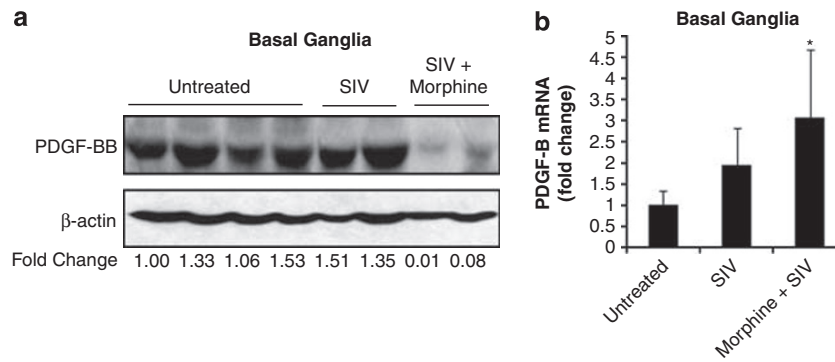 a
Basal Ganglia
Untreated
SIV
SIV +
Morphine
PDGF-BB
β-actin
Fold Change 1.00 1.33 1.06 1.53 1.51 1.35 0.01 0.08
b
Basal Ganglia
PDGF-B mRNA
(fold change)
5
4.5
4
3.5
3
2.5
2
1.5
1
0.5
0
*
Untreated
SIV
Morphine + SIV